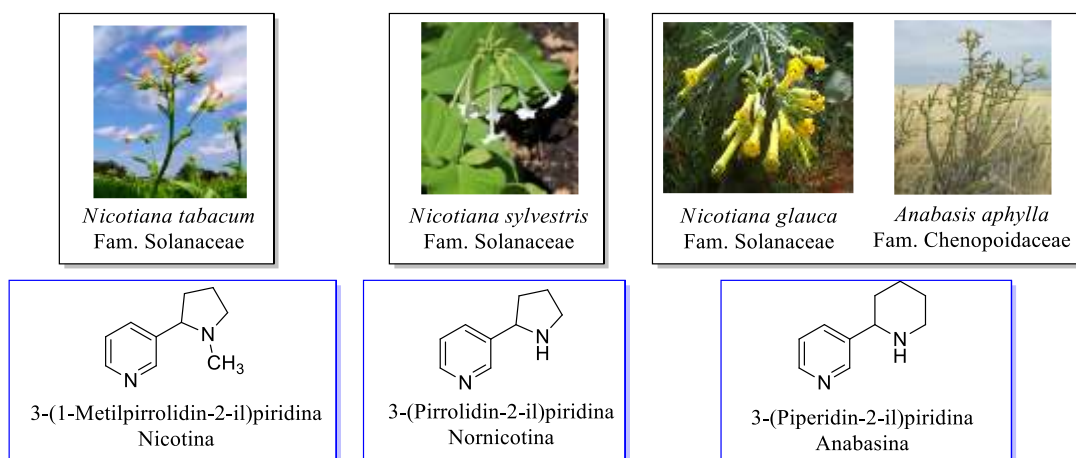 Nicotiana tabacum
Fam. Solanaceae
Nicotiana sylvestris
Fam. Solanaceae
Nicotiana glauca
Fam. Solanaceae
Anabasis aphylla
Fam. Chenopoidaceae
N
CH3
N
3-(1-Metilpirrolidin-2-il)piridina
Nicotina
N
H
N
3-(Pirrolidin-2-il)piridina
Nornicotina
N
H
N
3-(Piperidin-2-il)piridina
Anabasina